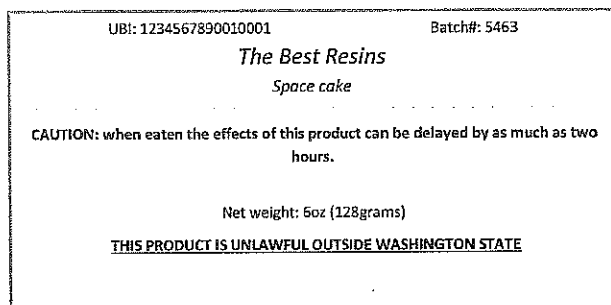 UBI: 1234567890010001 Batch#: 5463
The Best Resins
Space cake
CAUTION: when eaten the effects of this product can be delayed by as much as two
hours.
Net weight: 6oz (128grams)
THIS PRODUCT IS UNLAWFUL OUTSIDE WASHINGTON STATE